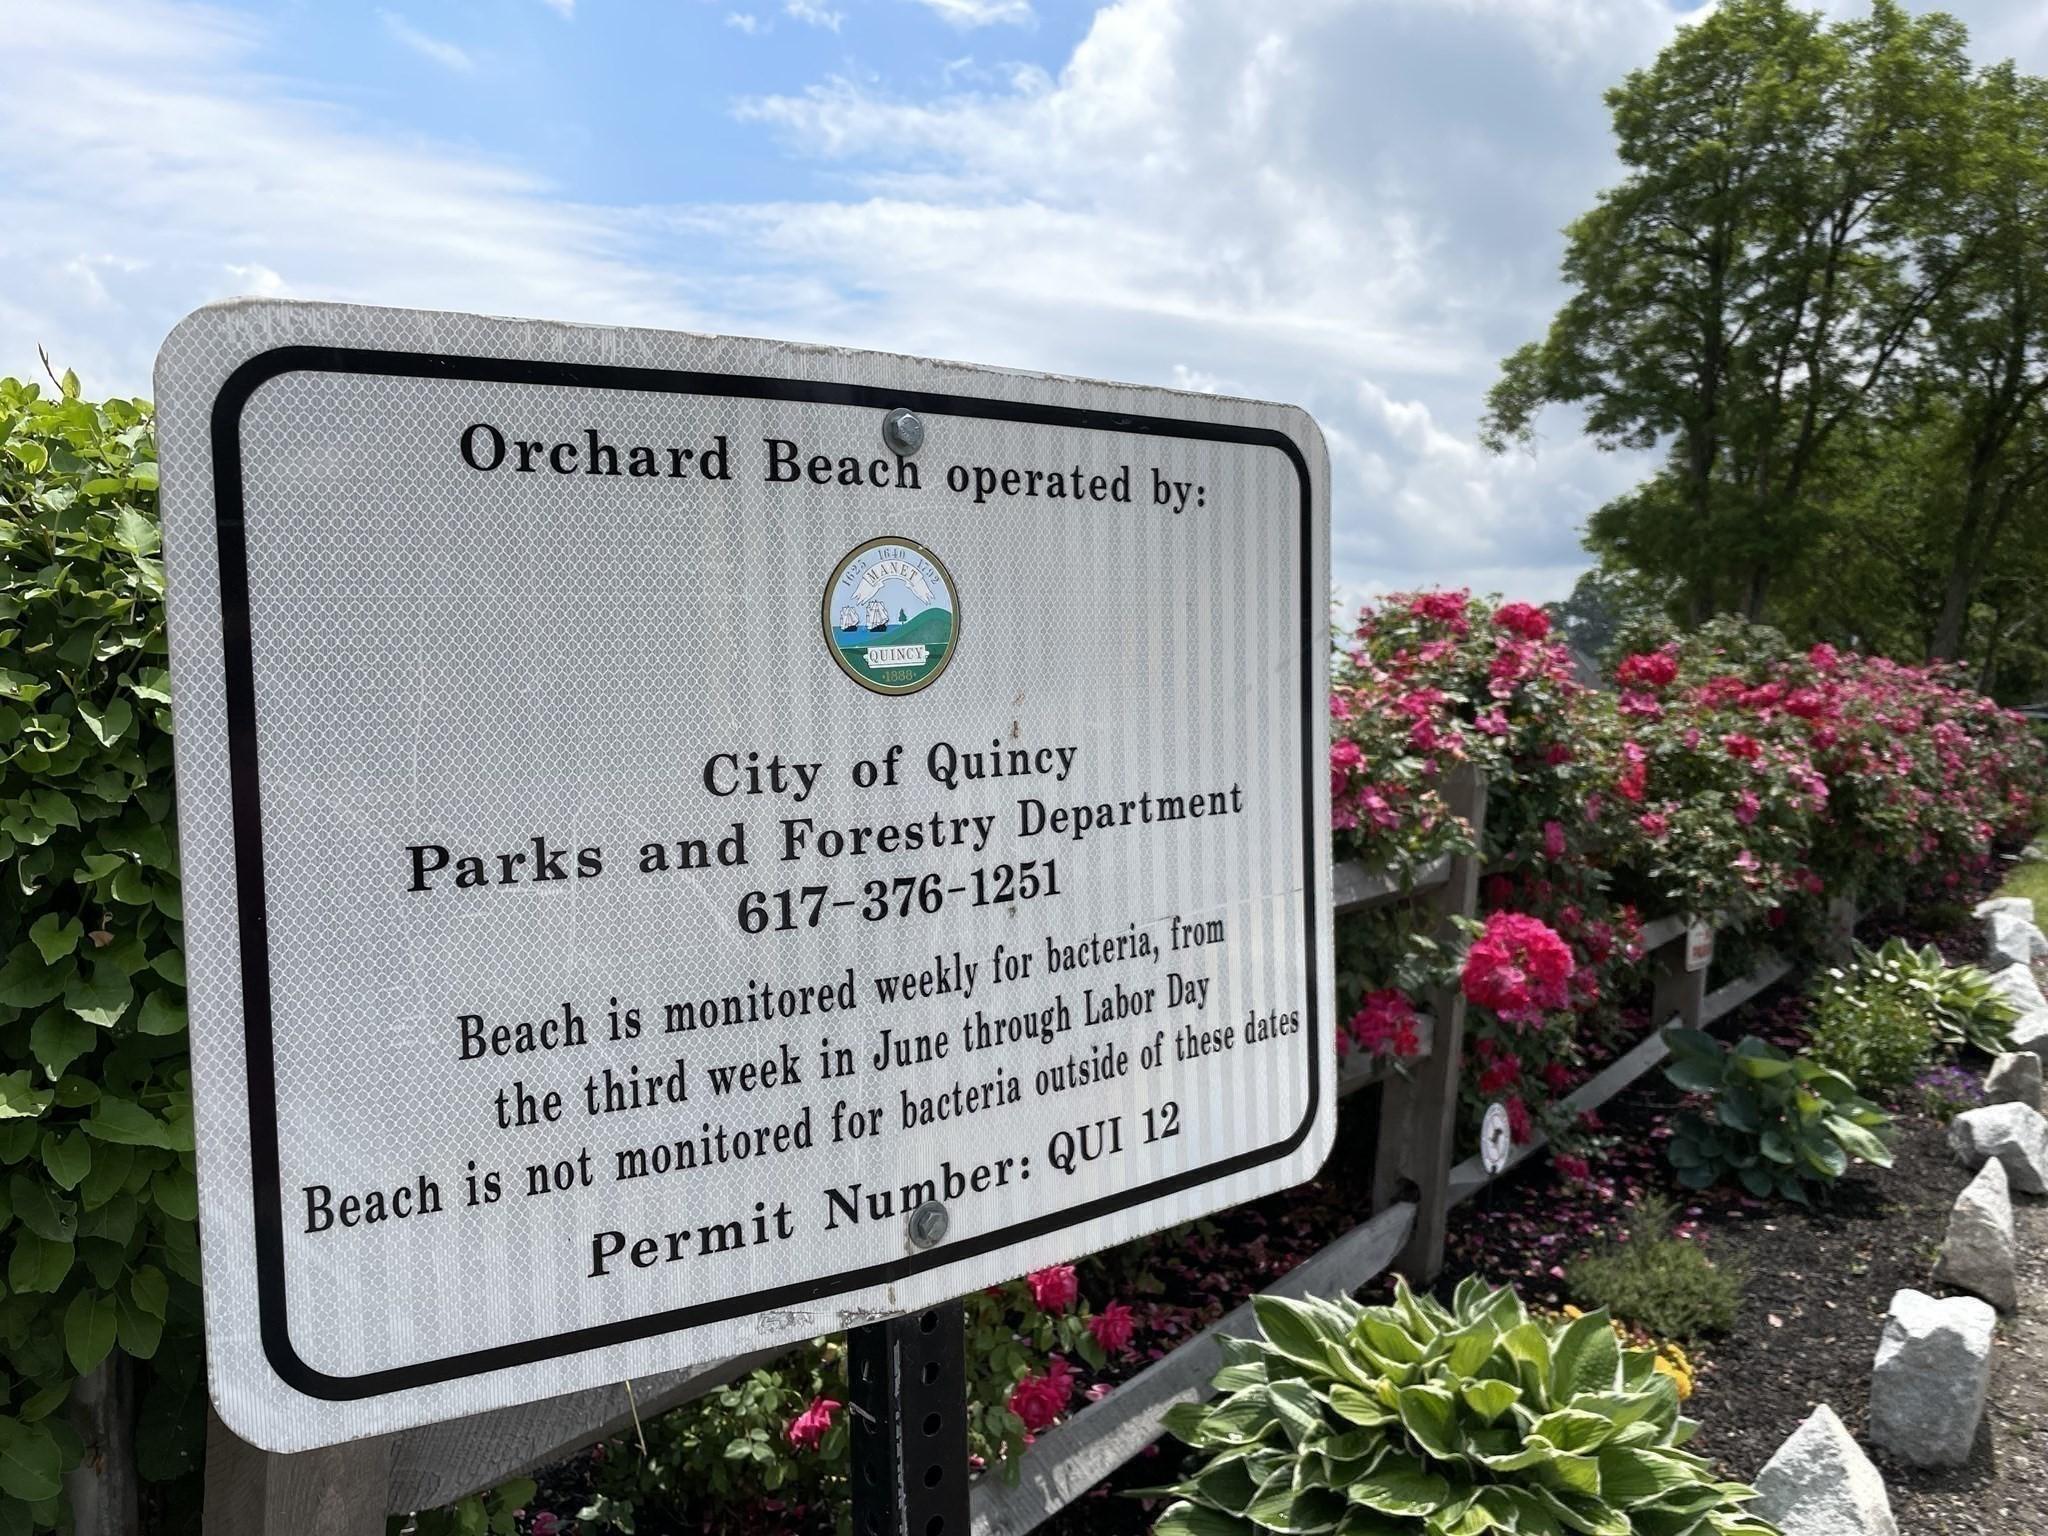 Orchard Beach operated by:
1625 1640 1792
MANET
QUINCY
·1888·
City of Quincy
Parks and Forestry Department
617-376-1251
Beach is monitored weekly for bacteria, from
the third week in June through Labor Day
Beach is not monitored for bacteria outside of these dates
Permit Number: QUI 12